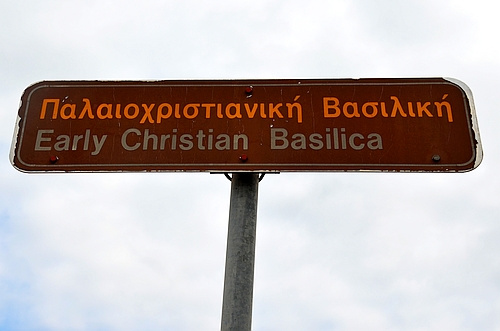 Παλαιοχριστιανική Βασιλική
Early Christian Basilica